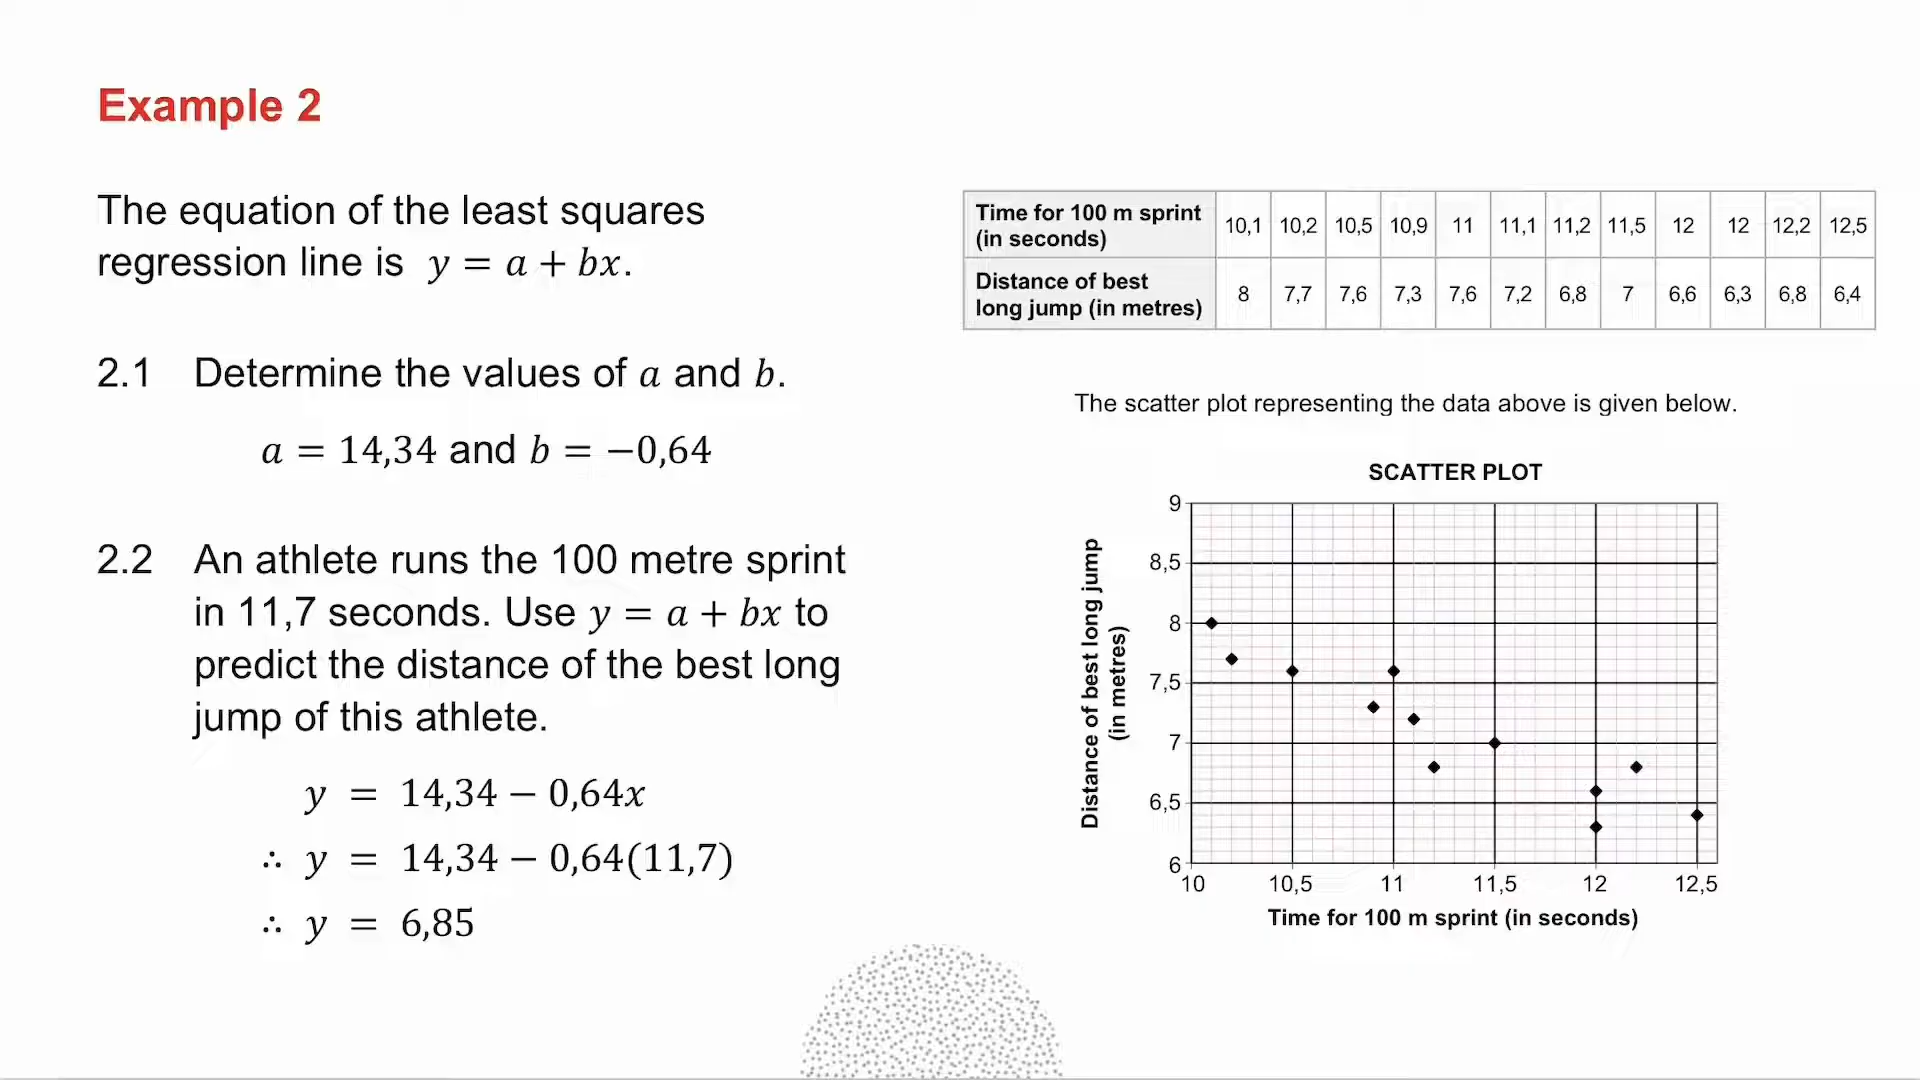 Example 2
The equation of the least squares
regression line is y = a + bx.
2.1 Determine the values of a and b.
a = 14,34 and b = −0,64
2.2 An athlete runs the 100 metre sprint
in 11,7 seconds. Use y = a + bx to
predict the distance of the best long
jump of this athlete.
y = 14,34 − 0,64x
∴ y = 14,34 − 0,64(11,7)
∴ y = 6,85
Time for 100 m sprint
(in seconds) 10,1 10,2 10,5 10,9 11 11,1 11,2 11,5 12 12 12,2 12,5
Distance of best
long jump (in metres) 8 7,7 7,6 7,3 7,6 7,2 6,8 7 6,6 6,3 6,8 6,4
The scatter plot representing the data above is given below.
SCATTER PLOT
Distance of best long jump
(in metres)
9
8,5
8
7,5
7
6,5
6
10 10,5 11 11,5 12 12,5
Time for 100 m sprint (in seconds)